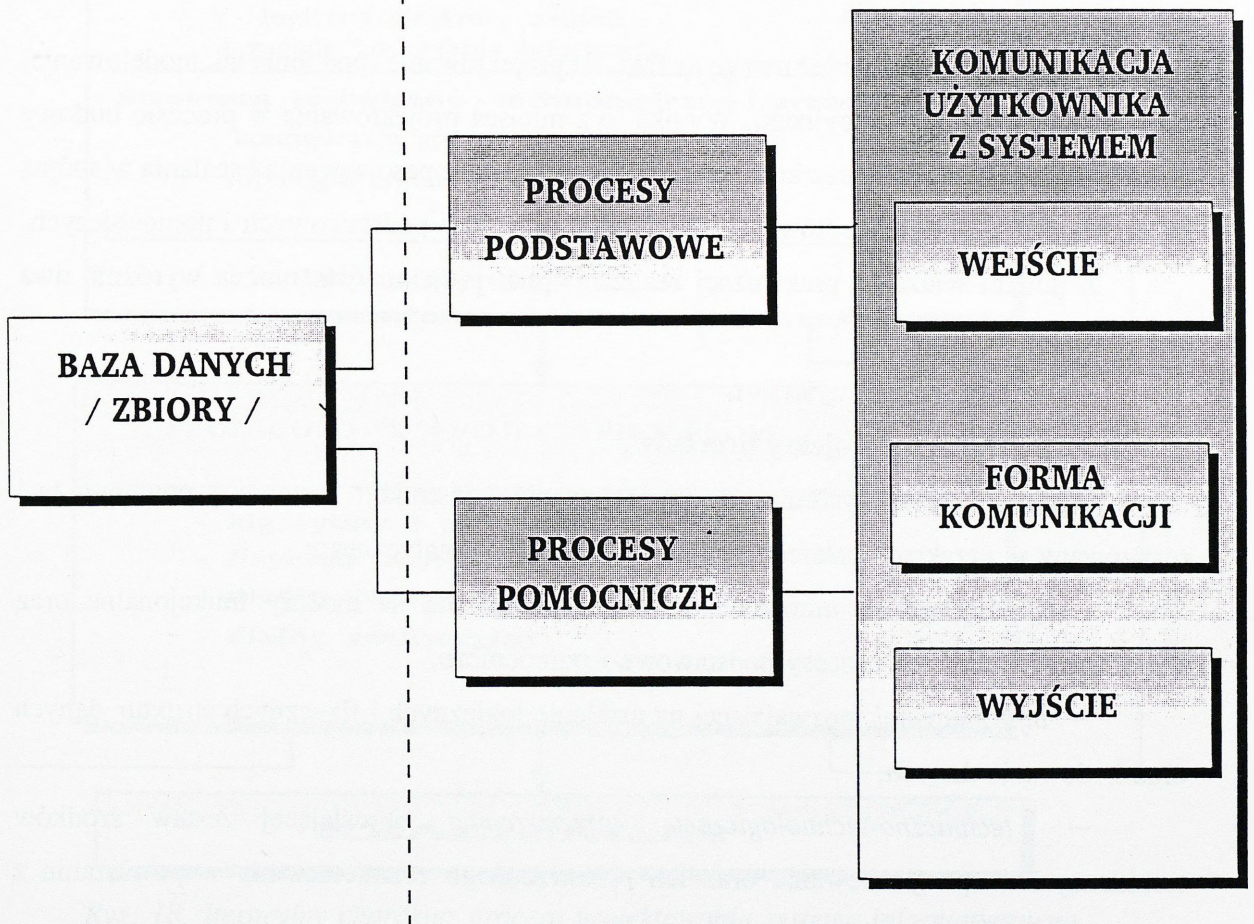 KOMUNIKACJA
UŻYTKOWNIKA
Z SYSTEMEM
PROCESY
PODSTAWOWE
WEJŚCIE
BAZA DANYCH
/ ZBIORY /
FORMA
KOMUNIKACJI
PROCESY
POMOCNICZE
WYJŚCIE